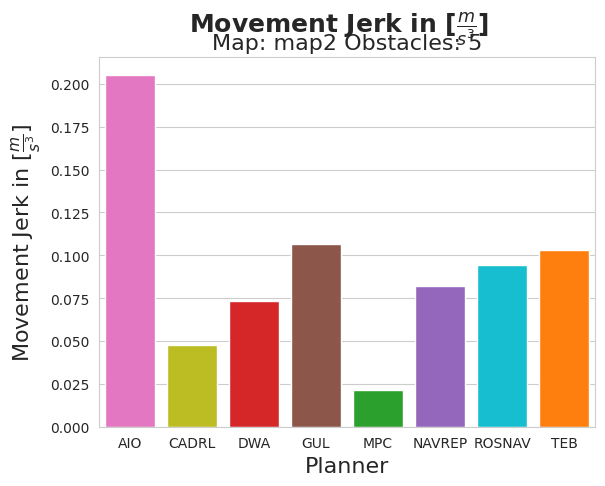 Movement Jerk in [m/s³]
Map: map2 Obstacles: 5
Movement Jerk in [m/s³]
0.200
0.175
0.150
0.125
0.100
0.075
0.050
0.025
0.000
AIO CADRL DWA GUL MPC NAVREP ROSNAV TEB
Planner